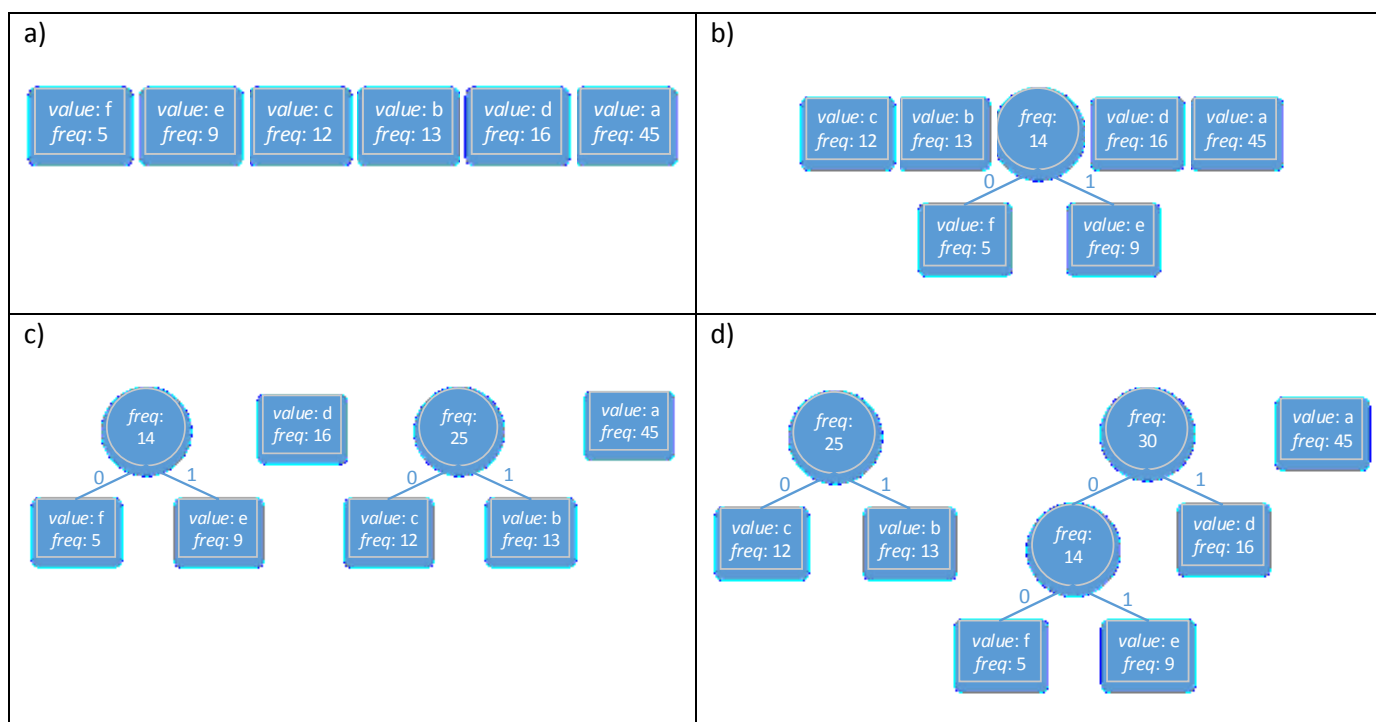 a)
value: f
freq: 5
value: e
freq: 9
value: c
freq: 12
value: b
freq: 13
value: d
freq: 16
value: a
freq: 45
b)
value: c
freq: 12
value: b
freq: 13
freq:
14
value: d
freq: 16
value: a
freq: 45
0
1
value: f
freq: 5
value: e
freq: 9
c)
freq:
14
value: d
freq: 16
freq:
25
value: a
freq: 45
0
1
0
1
value: f
freq: 5
value: e
freq: 9
value: c
freq: 12
value: b
freq: 13
d)
freq:
25
freq:
30
value: a
freq: 45
0
1
0
1
value: c
freq: 12
value: b
freq: 13
freq:
14
value: d
freq: 16
0
1
value: f
freq: 5
value: e
freq: 9